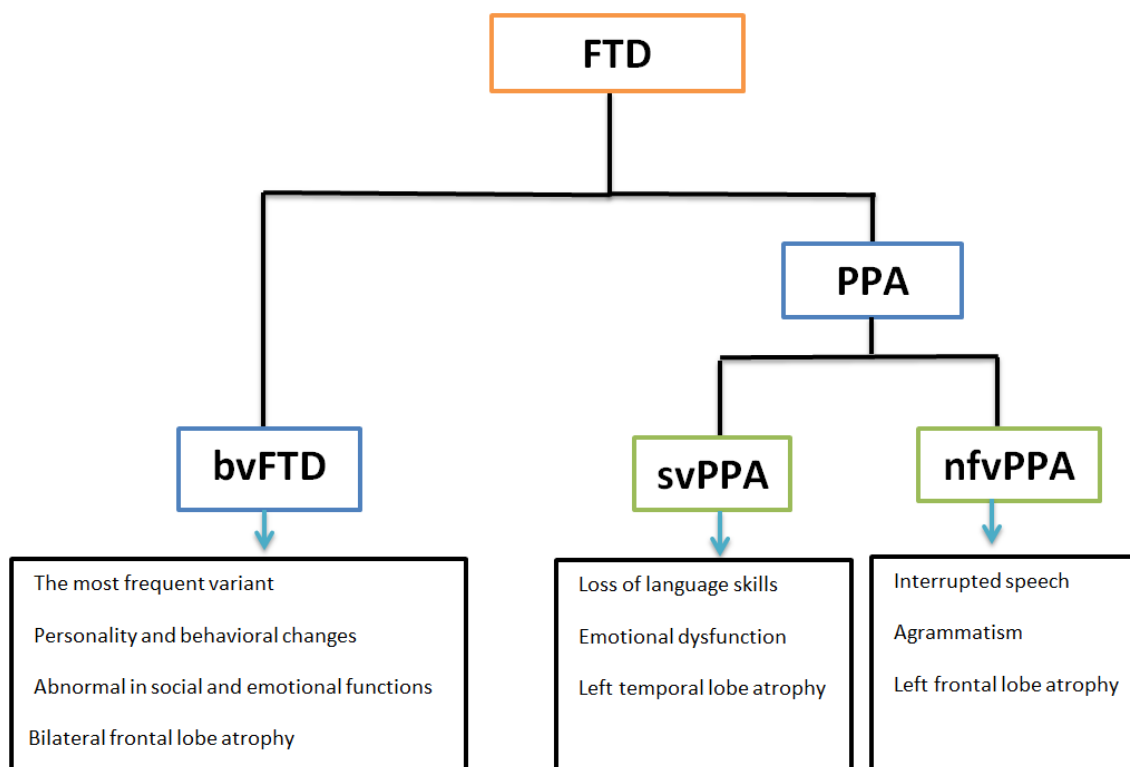 FTD
PPA
bvFTD
svPPA
nfvPPA
The most frequent variant
Personality and behavioral changes
Abnormal in social and emotional functions
Bilateral frontal lobe atrophy
Loss of language skills
Emotional dysfunction
Left temporal lobe atrophy
Interrupted speech
Agrammatism
Left frontal lobe atrophy